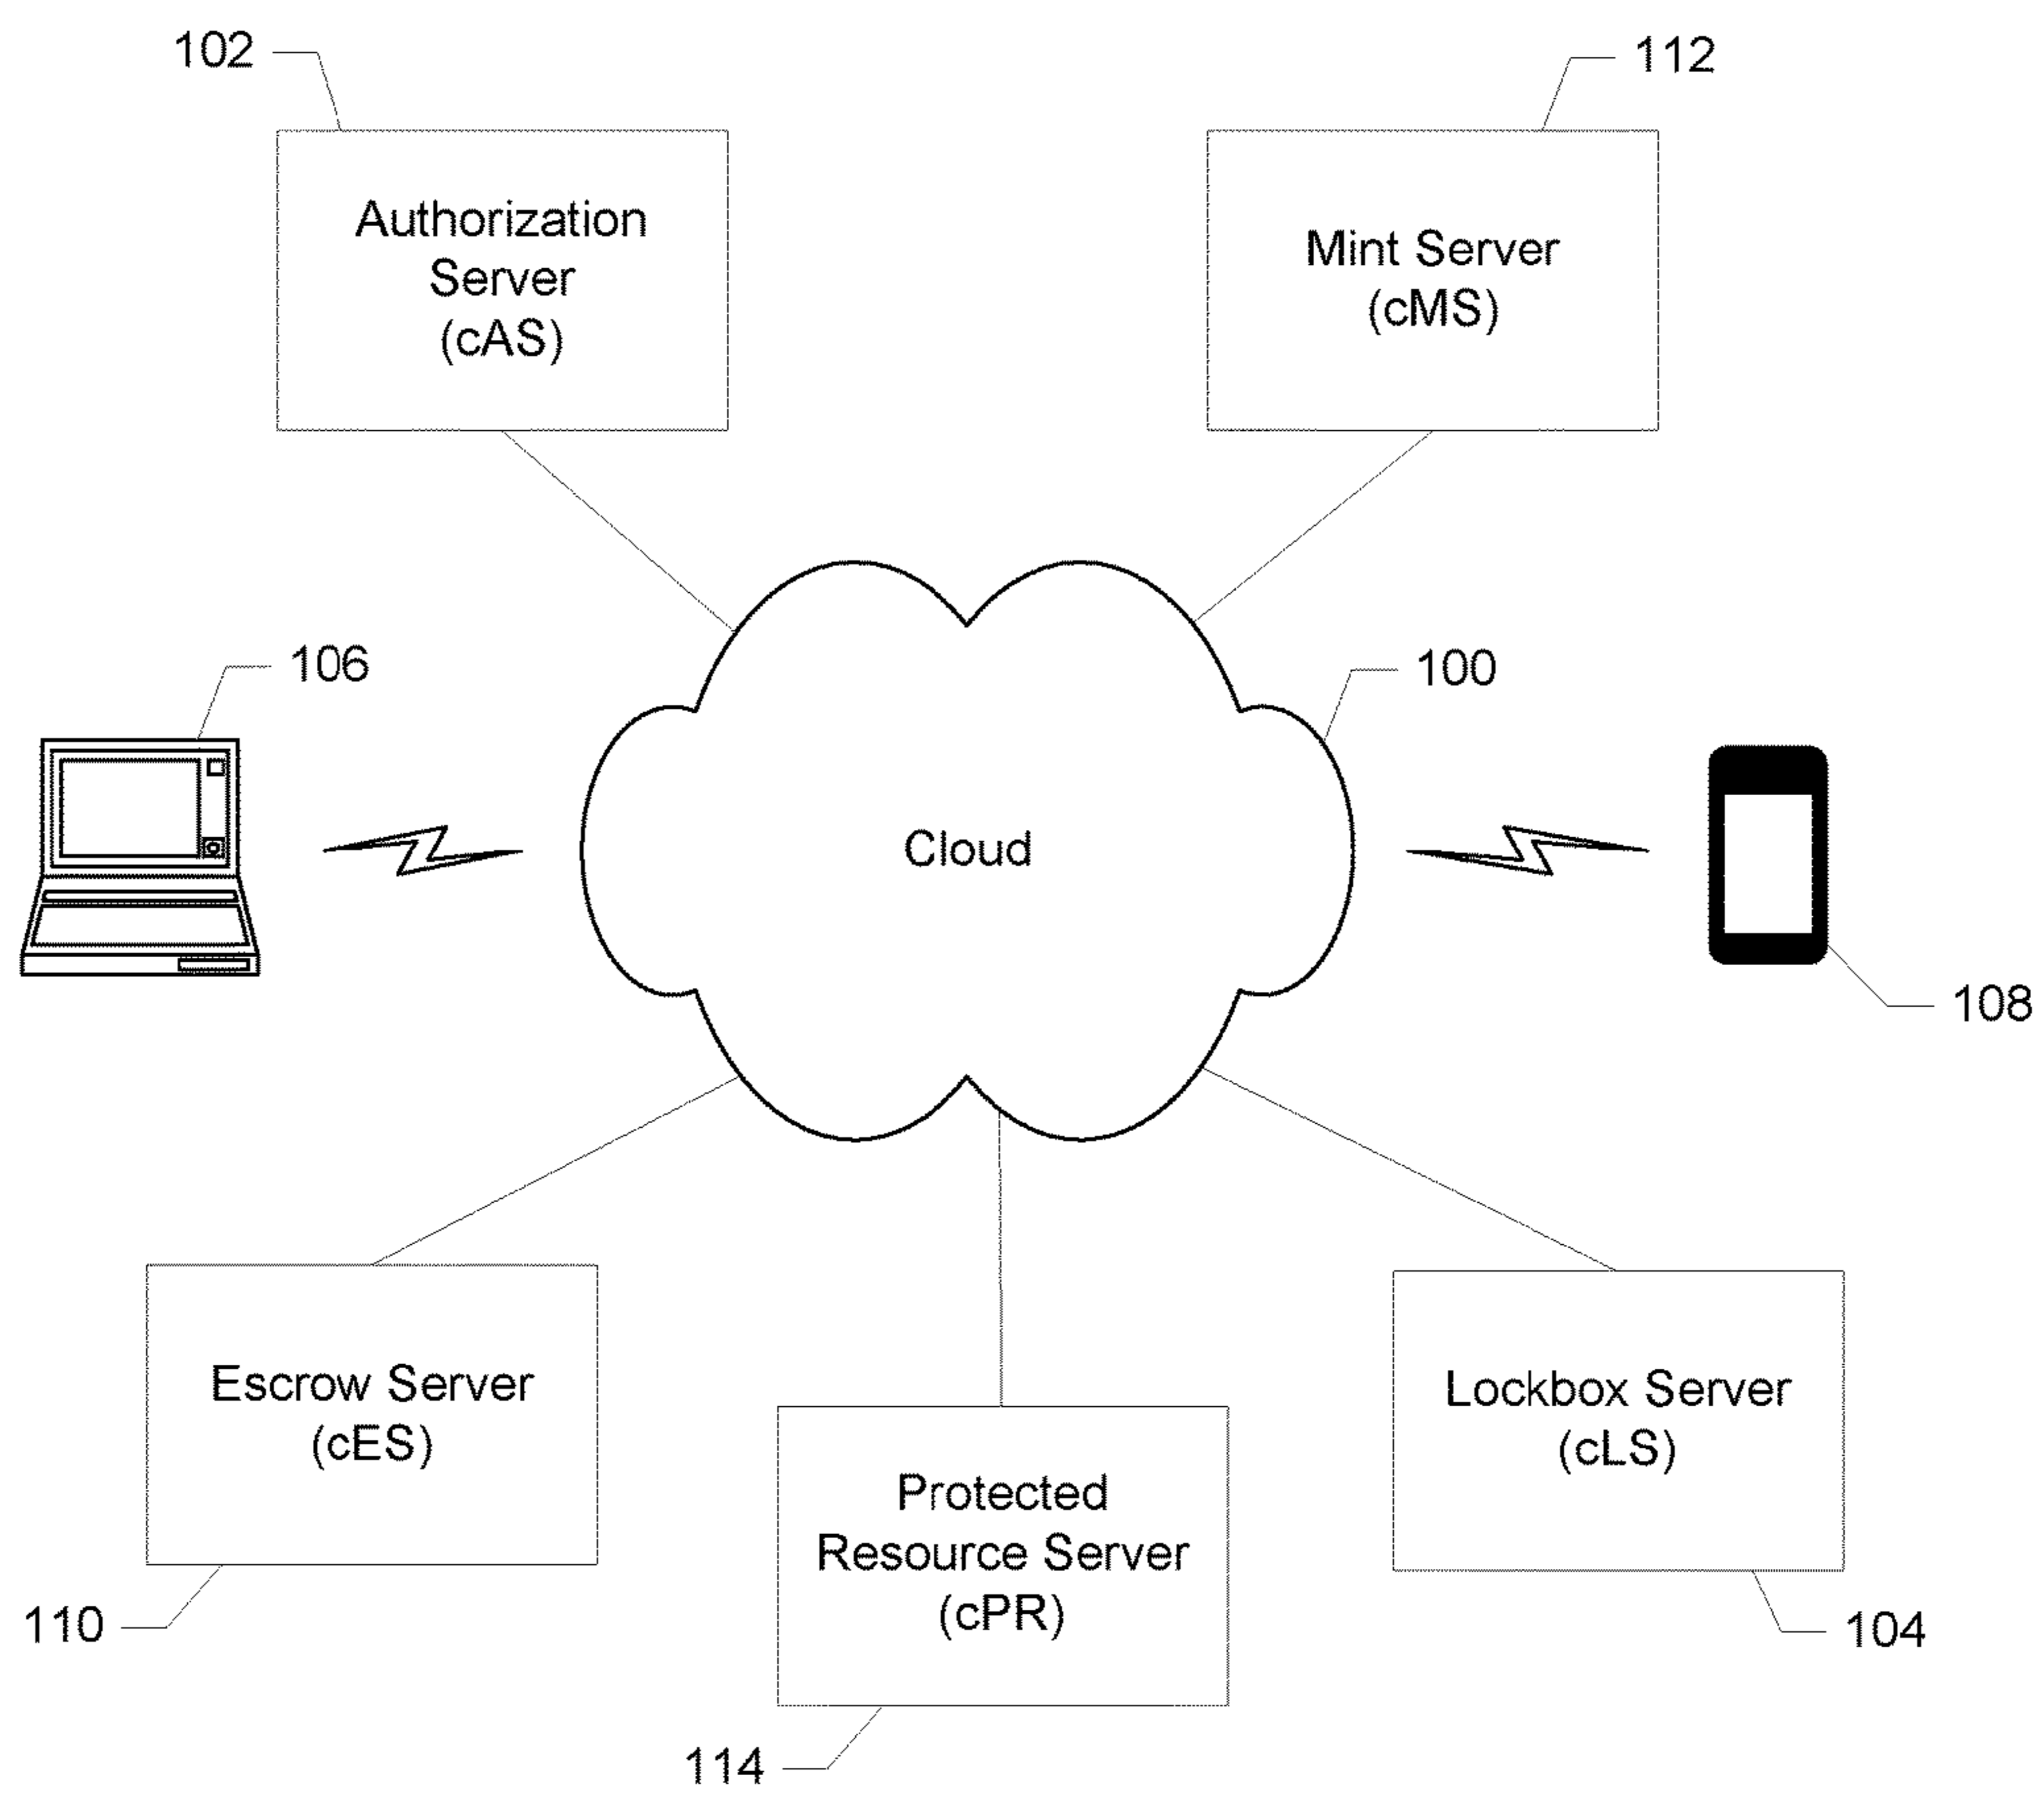 102
112
Authorization
Server
(cAS)
Mint Server
(cMS)
106
100
Cloud
108
Escrow Server
(cES)
Lockbox Server
(cLS)
Protected
Resource Server
(cPR)
110
104
114